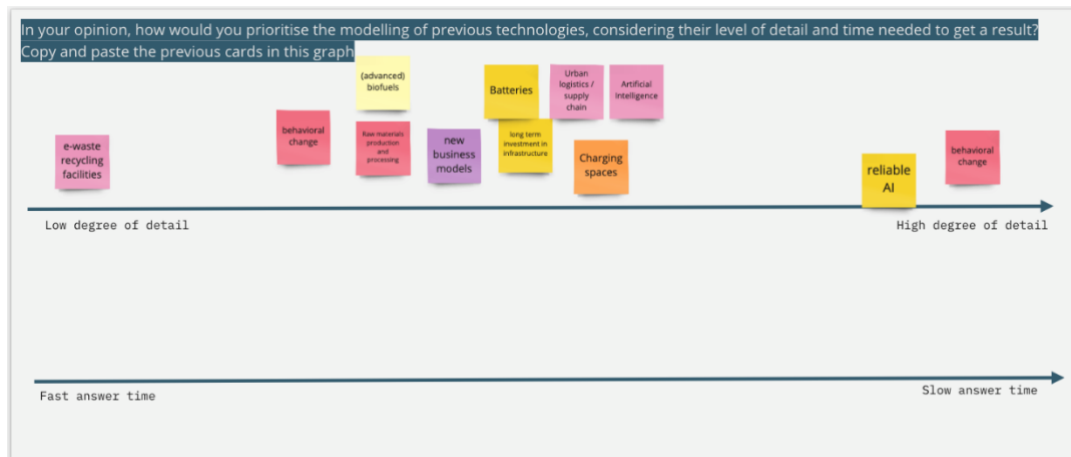 In your opinion, how would you prioritise the modelling of previous technologies, considering their level of detail and time needed to get a result?
Copy and paste the previous cards in this graph
(advanced)
biofuels
Batteries
Urban
logistics /
supply
chain
Artificial
intelligence
e-waste
recycling
facilities
behavioral
change
Raw materials
production
and
processing
new
business
models
long term
investment in
infrastructure
Charging
spaces
reliable
AI
behavioral
change
Low degree of detail
High degree of detail
Fast answer time
Slow answer time